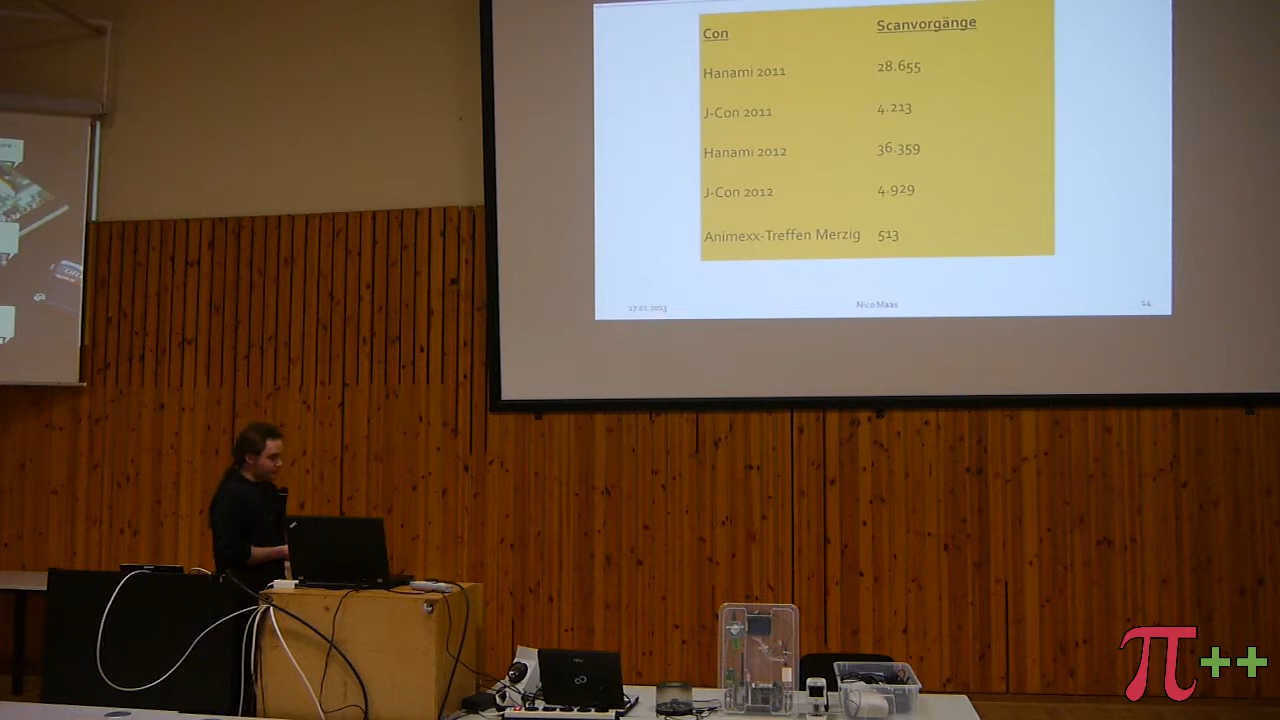 Con Scanvorgänge
Hanami 2011 28.655
J-Con 2011 4.213
Hanami 2012 36.359
J-Con 2012 4.929
Animexx-Treffen Merzig 513
Nico Maas
14
π++